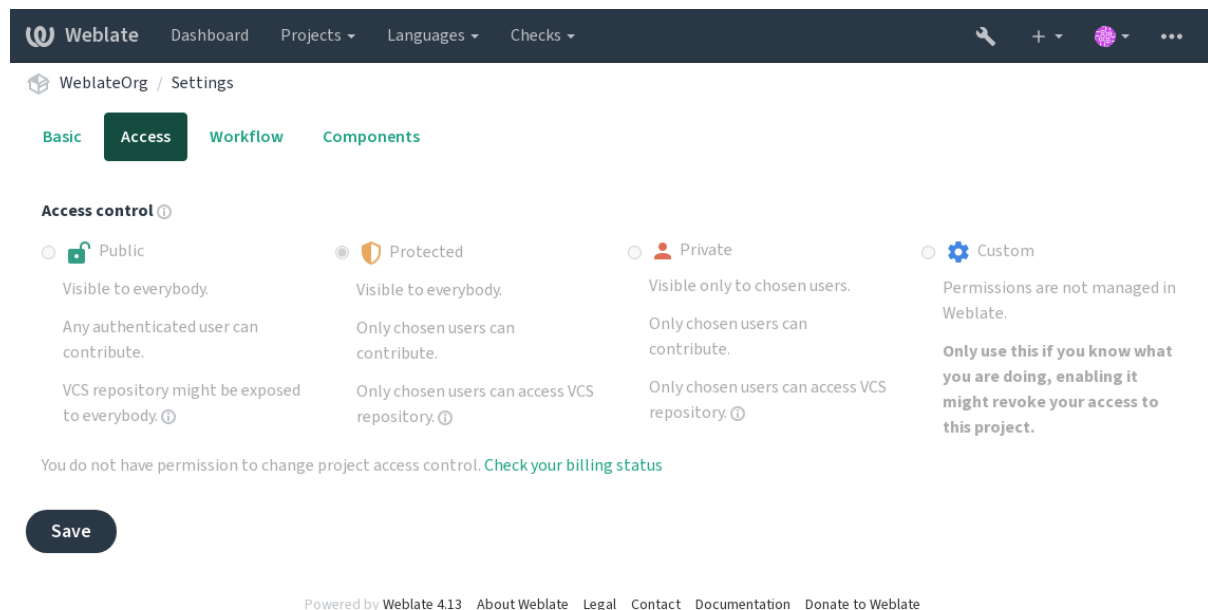 Weblate Dashboard Projects Languages Checks
WeblateOrg / Settings
Basic Access Workflow Components
Access control
Public
Visible to everybody.
Any authenticated user can
contribute.
VCS repository might be exposed
to everybody.
Protected
Visible to everybody.
Only chosen users can
contribute.
Only chosen users can access VCS
repository.
Private
Visible only to chosen users.
Only chosen users can
contribute.
Only chosen users can access VCS
repository.
Custom
Permissions are not managed in
Weblate.
Only use this if you know what
you are doing, enabling it
might revoke your access to
this project.
You do not have permission to change project access control. Check your billing status
Save
Powered by Weblate 4.13 About Weblate Legal Contact Documentation Donate to Weblate